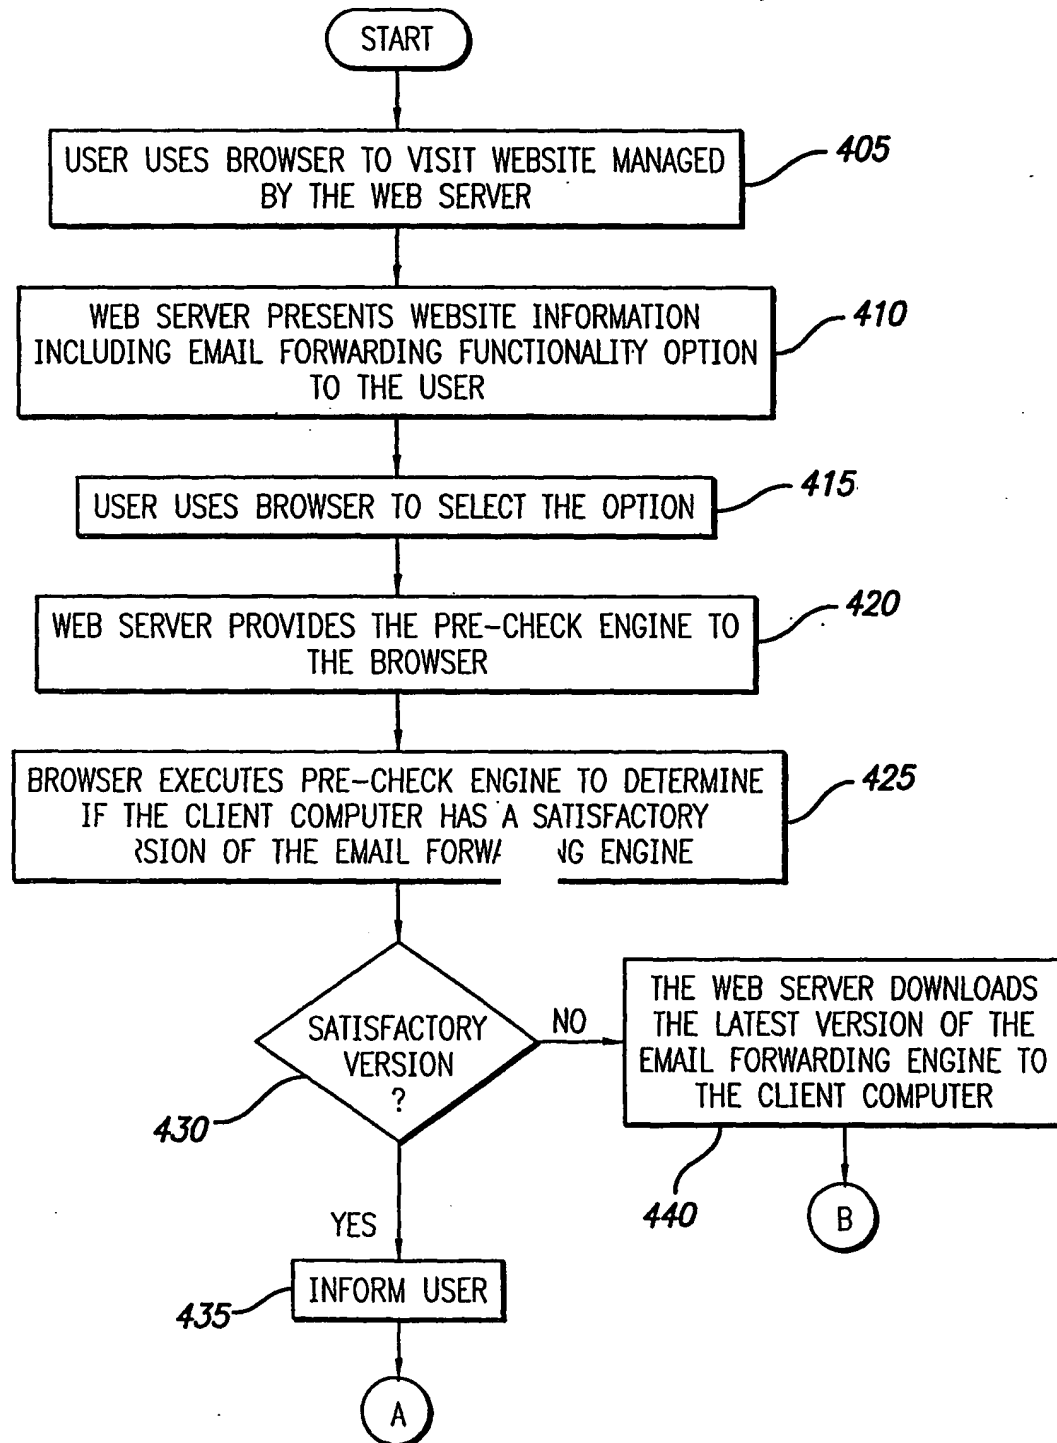 START
USER USES BROWSER TO VISIT WEBSITE MANAGED
BY THE WEB SERVER
405
WEB SERVER PRESENTS WEBSITE INFORMATION
INCLUDING EMAIL FORWARDING FUNCTIONALITY OPTION
TO THE USER
410
USER USES BROWSER TO SELECT THE OPTION
415
WEB SERVER PROVIDES THE PRE-CHECK ENGINE TO
THE BROWSER
420
BROWSER EXECUTES PRE-CHECK ENGINE TO DETERMINE
IF THE CLIENT COMPUTER HAS A SATISFACTORY
OF THE EMAIL ENGINE
425
SATISFACTORY
VERSION
?
430
NO
THE WEB SERVER DOWNLOADS
THE LATEST VERSION OF THE
EMAIL FORWARDING ENGINE TO
THE CLIENT COMPUTER
440
B
YES
INFORM USER
435
A